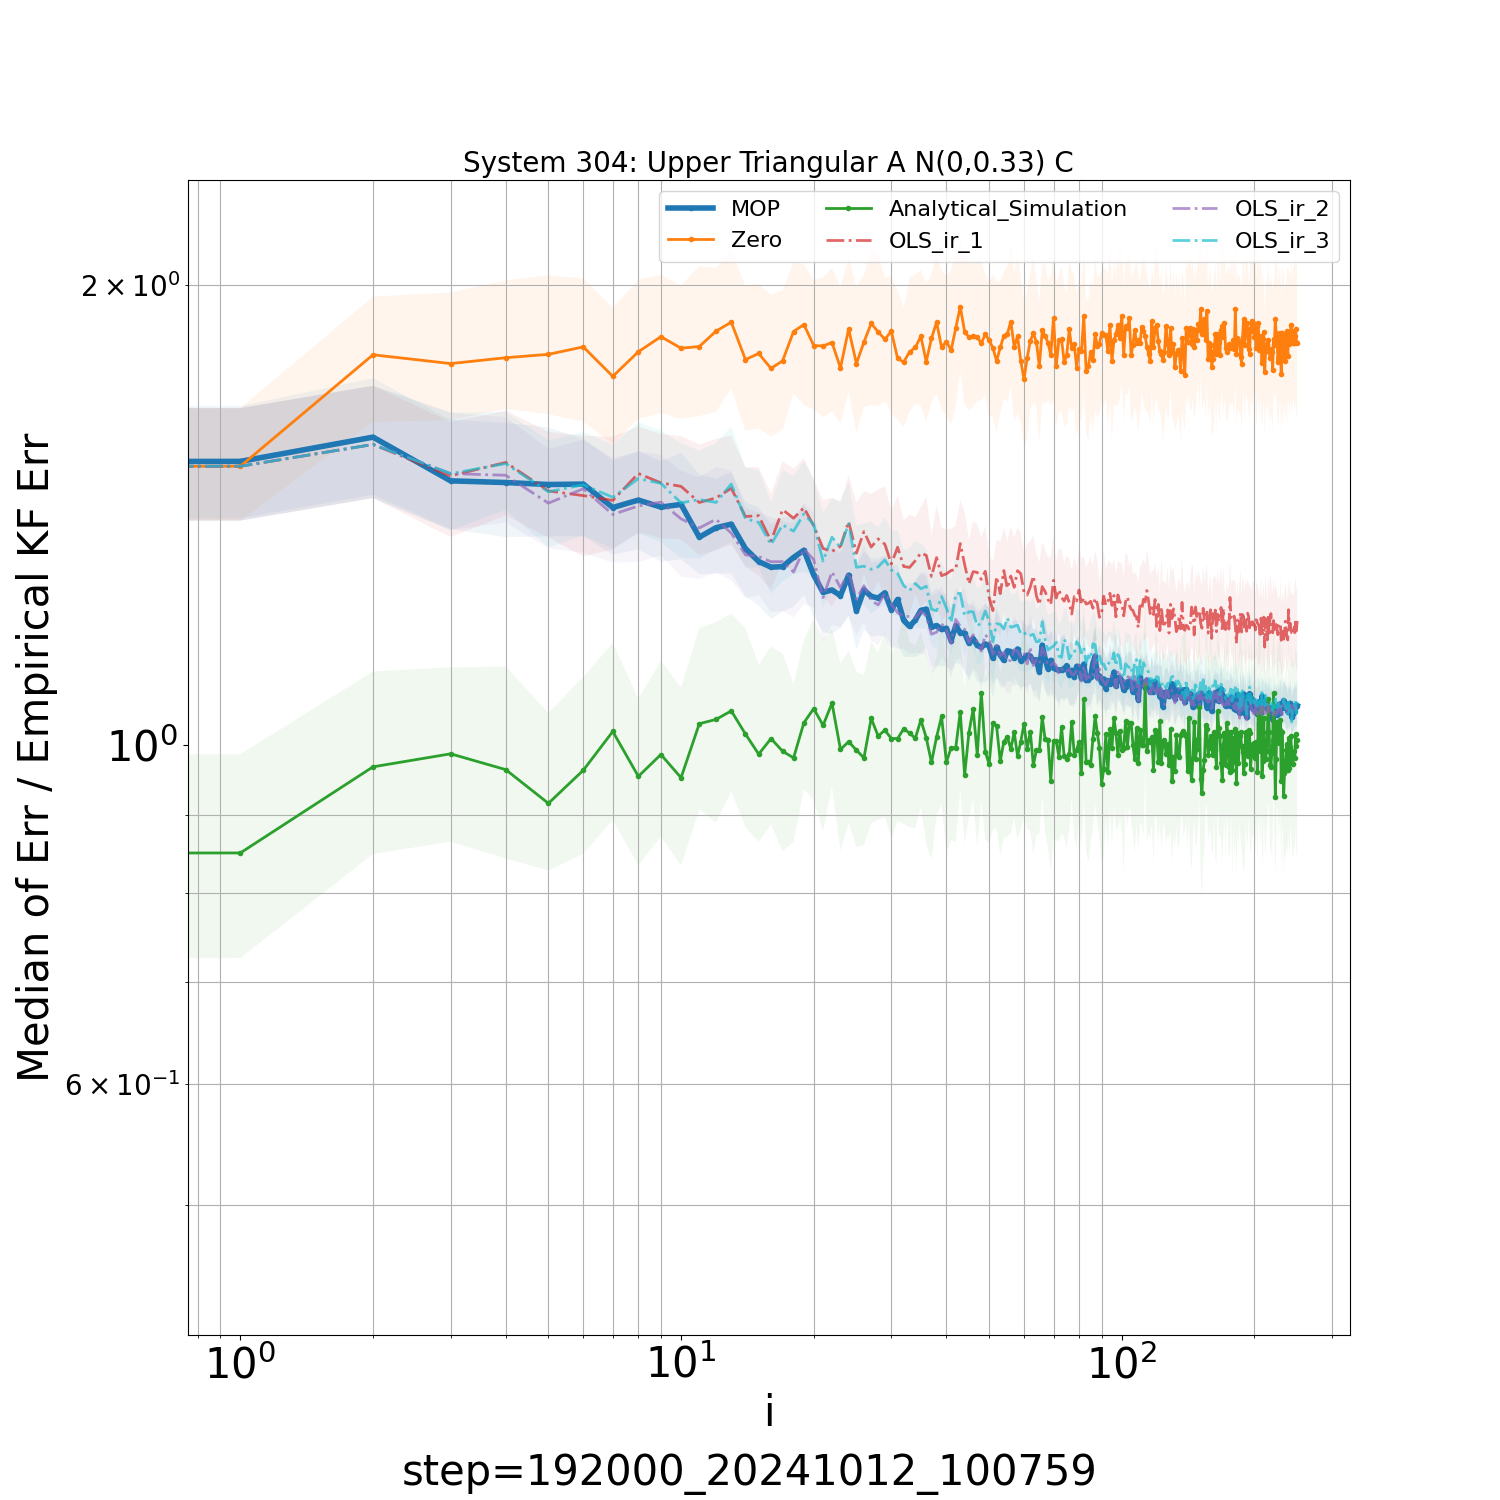 System 304: Upper Triangular A N(0,0.33) C
MOP
Zero
Analytical_Simulation
OLS_ir_1
OLS_ir_2
OLS_ir_3
Median of Err / Empirical KF Err
2 × 10⁰
10⁰
6 × 10⁻¹
10⁰ 10¹ 10²
i
step=192000_20241012_100759